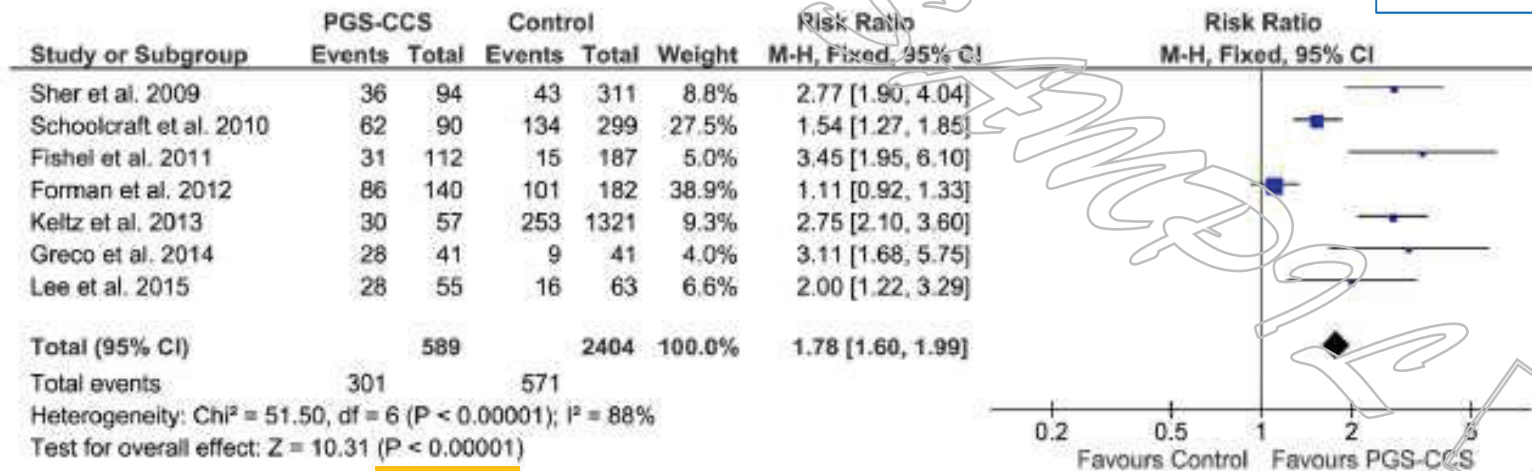 PGS-CCS Control Risk Ratio Risk Ratio
Study or Subgroup Events Total Events Total Weight M-H, Fixed, 95% CI M-H, Fixed, 95% CI
Sher et al. 2009 36 94 43 311 8.8% 2.77 [1.90, 4.04]
Schoolcraft et al. 2010 62 90 134 299 27.5% 1.54 [1.27, 1.85]
Fishel et al. 2011 31 112 15 187 5.0% 3.45 [1.95, 6.10]
Forman et al. 2012 86 140 101 182 38.9% 1.11 [0.92, 1.33]
Keltz et al. 2013 30 57 253 1321 9.3% 2.75 [2.10, 3.60]
Greco et al. 2014 28 41 9 41 4.0% 3.11 [1.68, 5.75]
Lee et al. 2015 28 55 16 63 6.6% 2.00 [1.22, 3.29]
Total (95% CI) 589 2404 100.0% 1.78 [1.60, 1.99]
Total events 301 571
Heterogeneity: Chi² = 51.50, df = 6 (P < 0.00001); I² = 88%
Test for overall effect: Z = 10.31 (P < 0.00001)
0.2 0.5 1 2 5
Favours Control Favours PGS-CCS